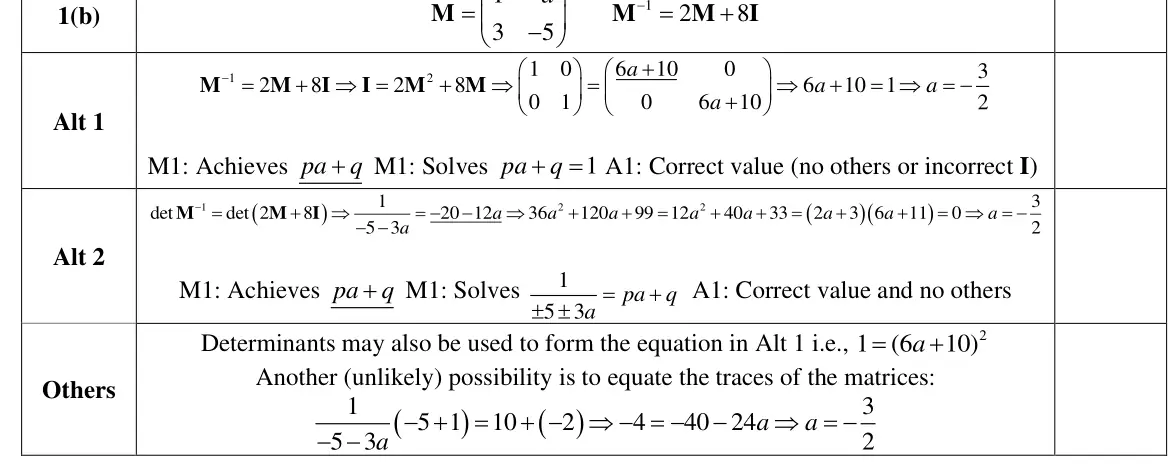 1(b)
M = ( 1 a ; 3 −5 )   M⁻¹ = 2M + 8I
Alt 1
M⁻¹ = 2M + 8I ⇒ I = 2M² + 8M ⇒ ( 1 0 ; 0 1 ) = ( 6a + 10 0 ; 0 6a + 10 ) ⇒ 6a + 10 = 1 ⇒ a = −3/2
M1: Achieves pa + q M1: Solves pa + q = 1 A1: Correct value (no others or incorrect I)
Alt 2
det M⁻¹ = det (2M + 8I) ⇒ 1/(−5 − 3a) = −20 − 12a ⇒ 36a² + 120a + 99 = 12a² + 40a + 33 = (2a + 3)(6a + 11) = 0 ⇒ a = −3/2
M1: Achieves pa + q M1: Solves 1/(±5 ± 3a) = pa + q A1: Correct value and no others
Others
Determinants may also be used to form the equation in Alt 1 i.e., 1 = (6a + 10)²
Another (unlikely) possibility is to equate the traces of the matrices:
1/(−5 − 3a) (−5 + 1) = 10 + (−2) ⇒ −4 = −40 − 24a ⇒ a = −3/2